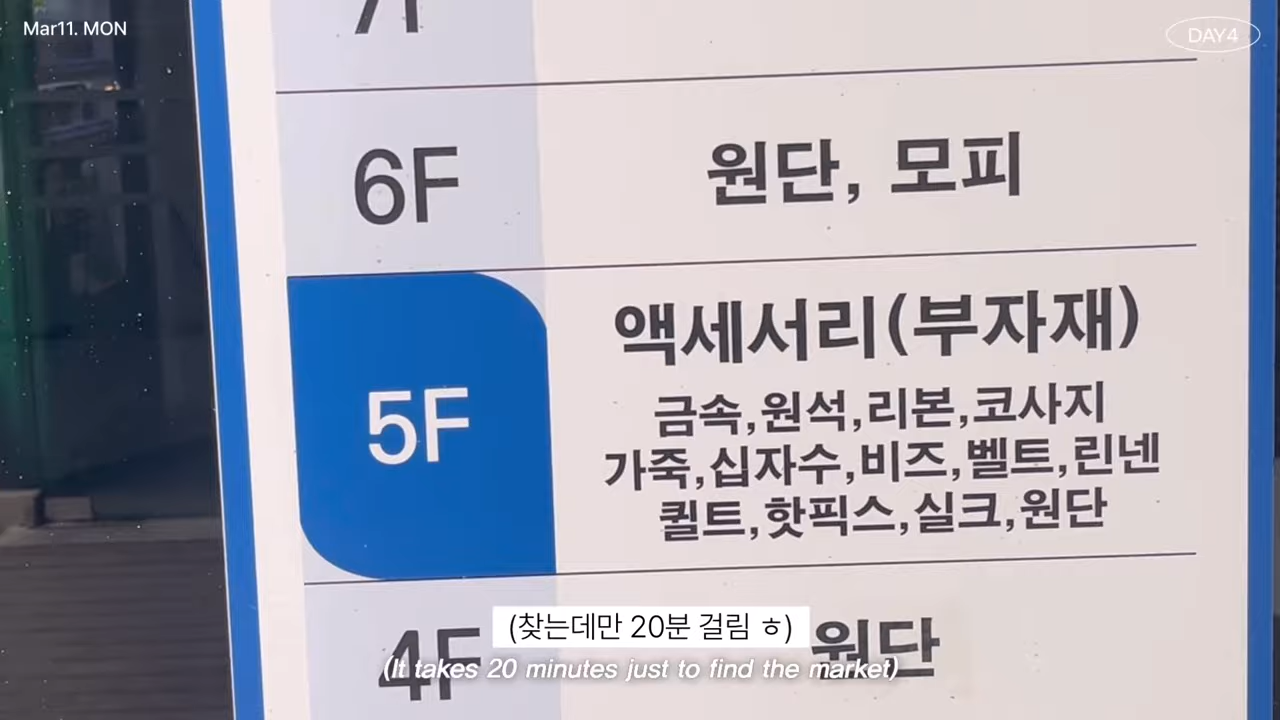 Mar11. MON
DAY4
7F
6F
원단, 모피
5F
액세서리(부자재)
금속,원석,리본,코사지
가죽,십자수,비즈,벨트,린넨
퀼트,핫픽스,실크,원단
4F
원단
(찾는데만 20분 걸림 ㅎ)
(It takes 20 minutes just to find the market)